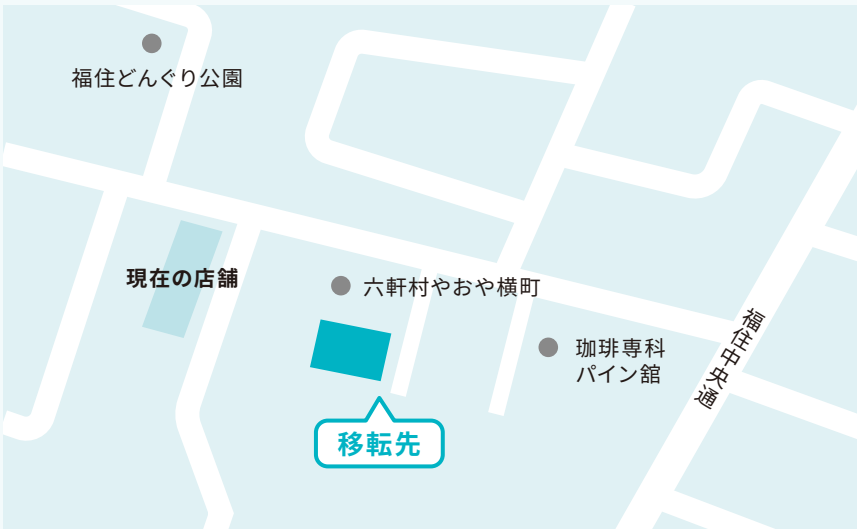 福住どんぐり公園
現在の店舗
六軒村やおや横町
珈琲専科
パイン舘
福住中央通
移転先